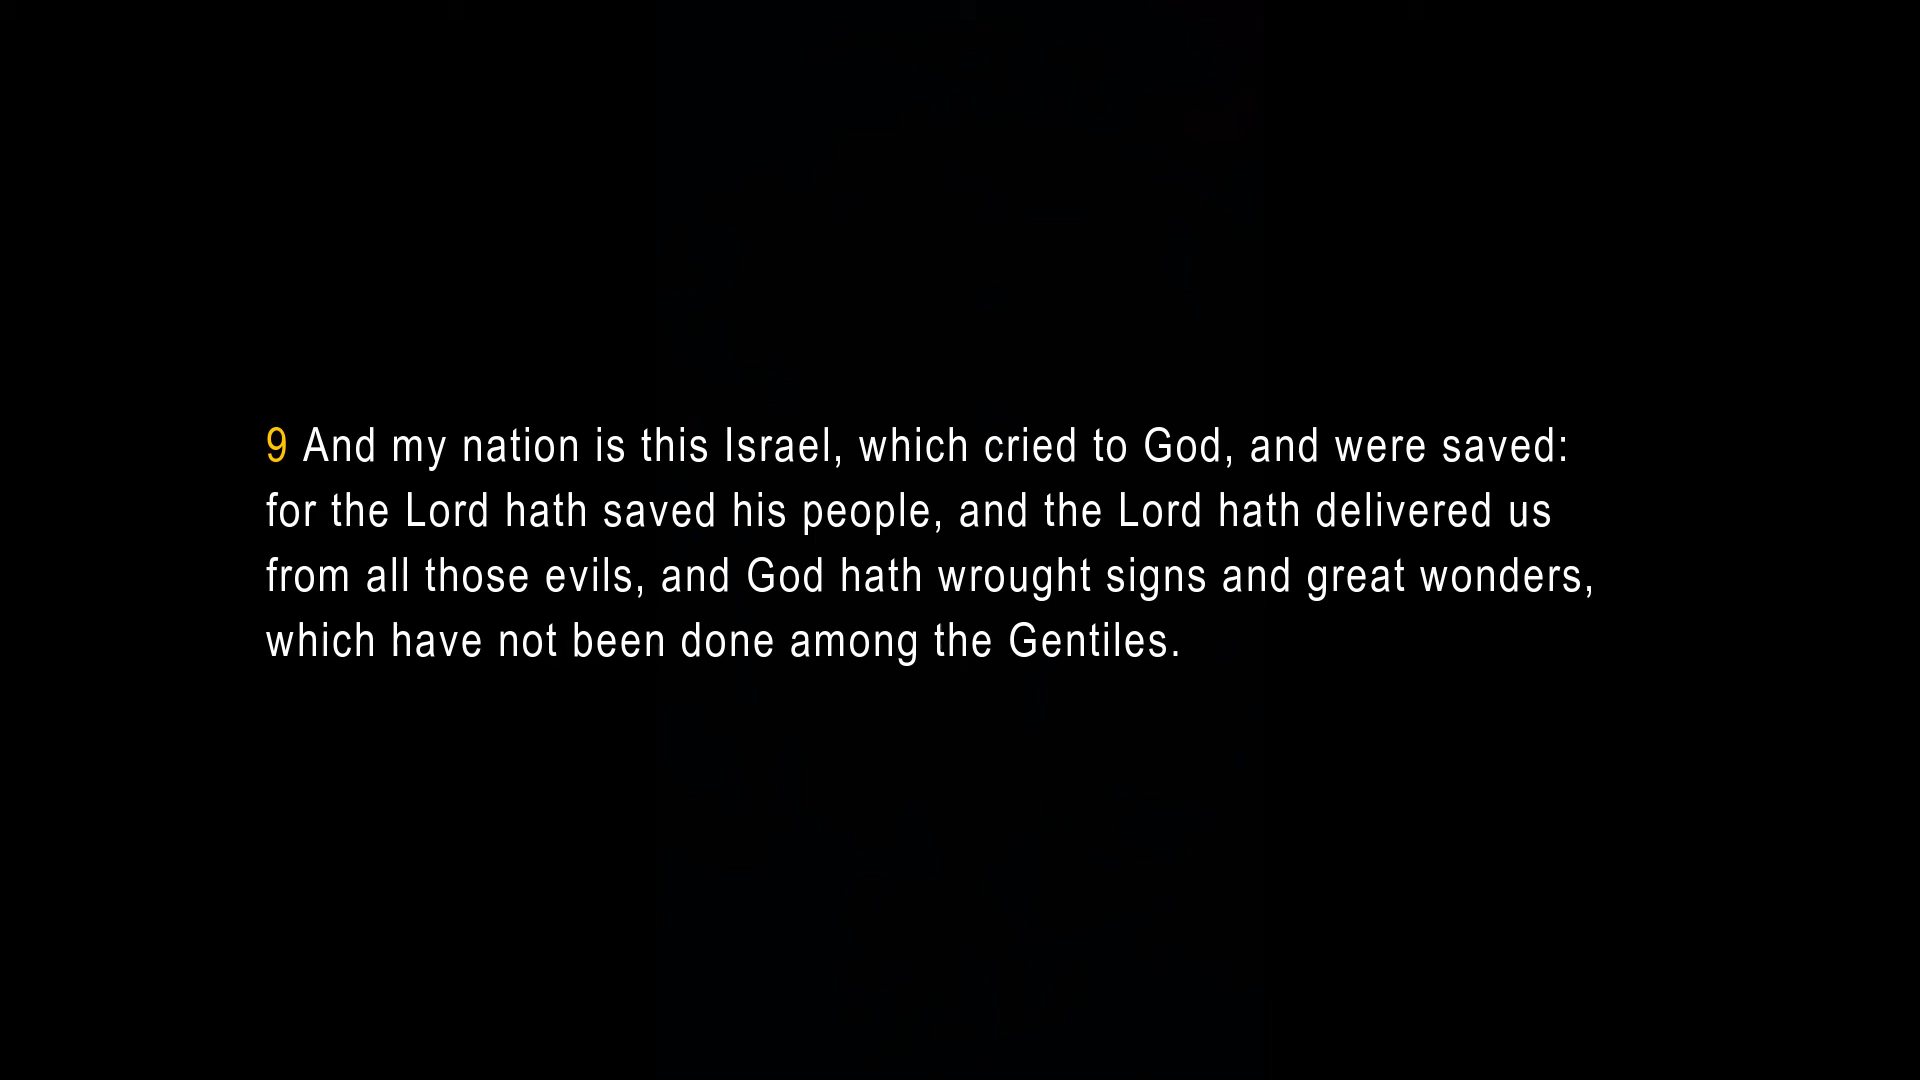 9 And my nation is this Israel, which cried to God, and were saved:
for the Lord hath saved his people, and the Lord hath delivered us
from all those evils, and God hath wrought signs and great wonders,
which have not been done among the Gentiles.